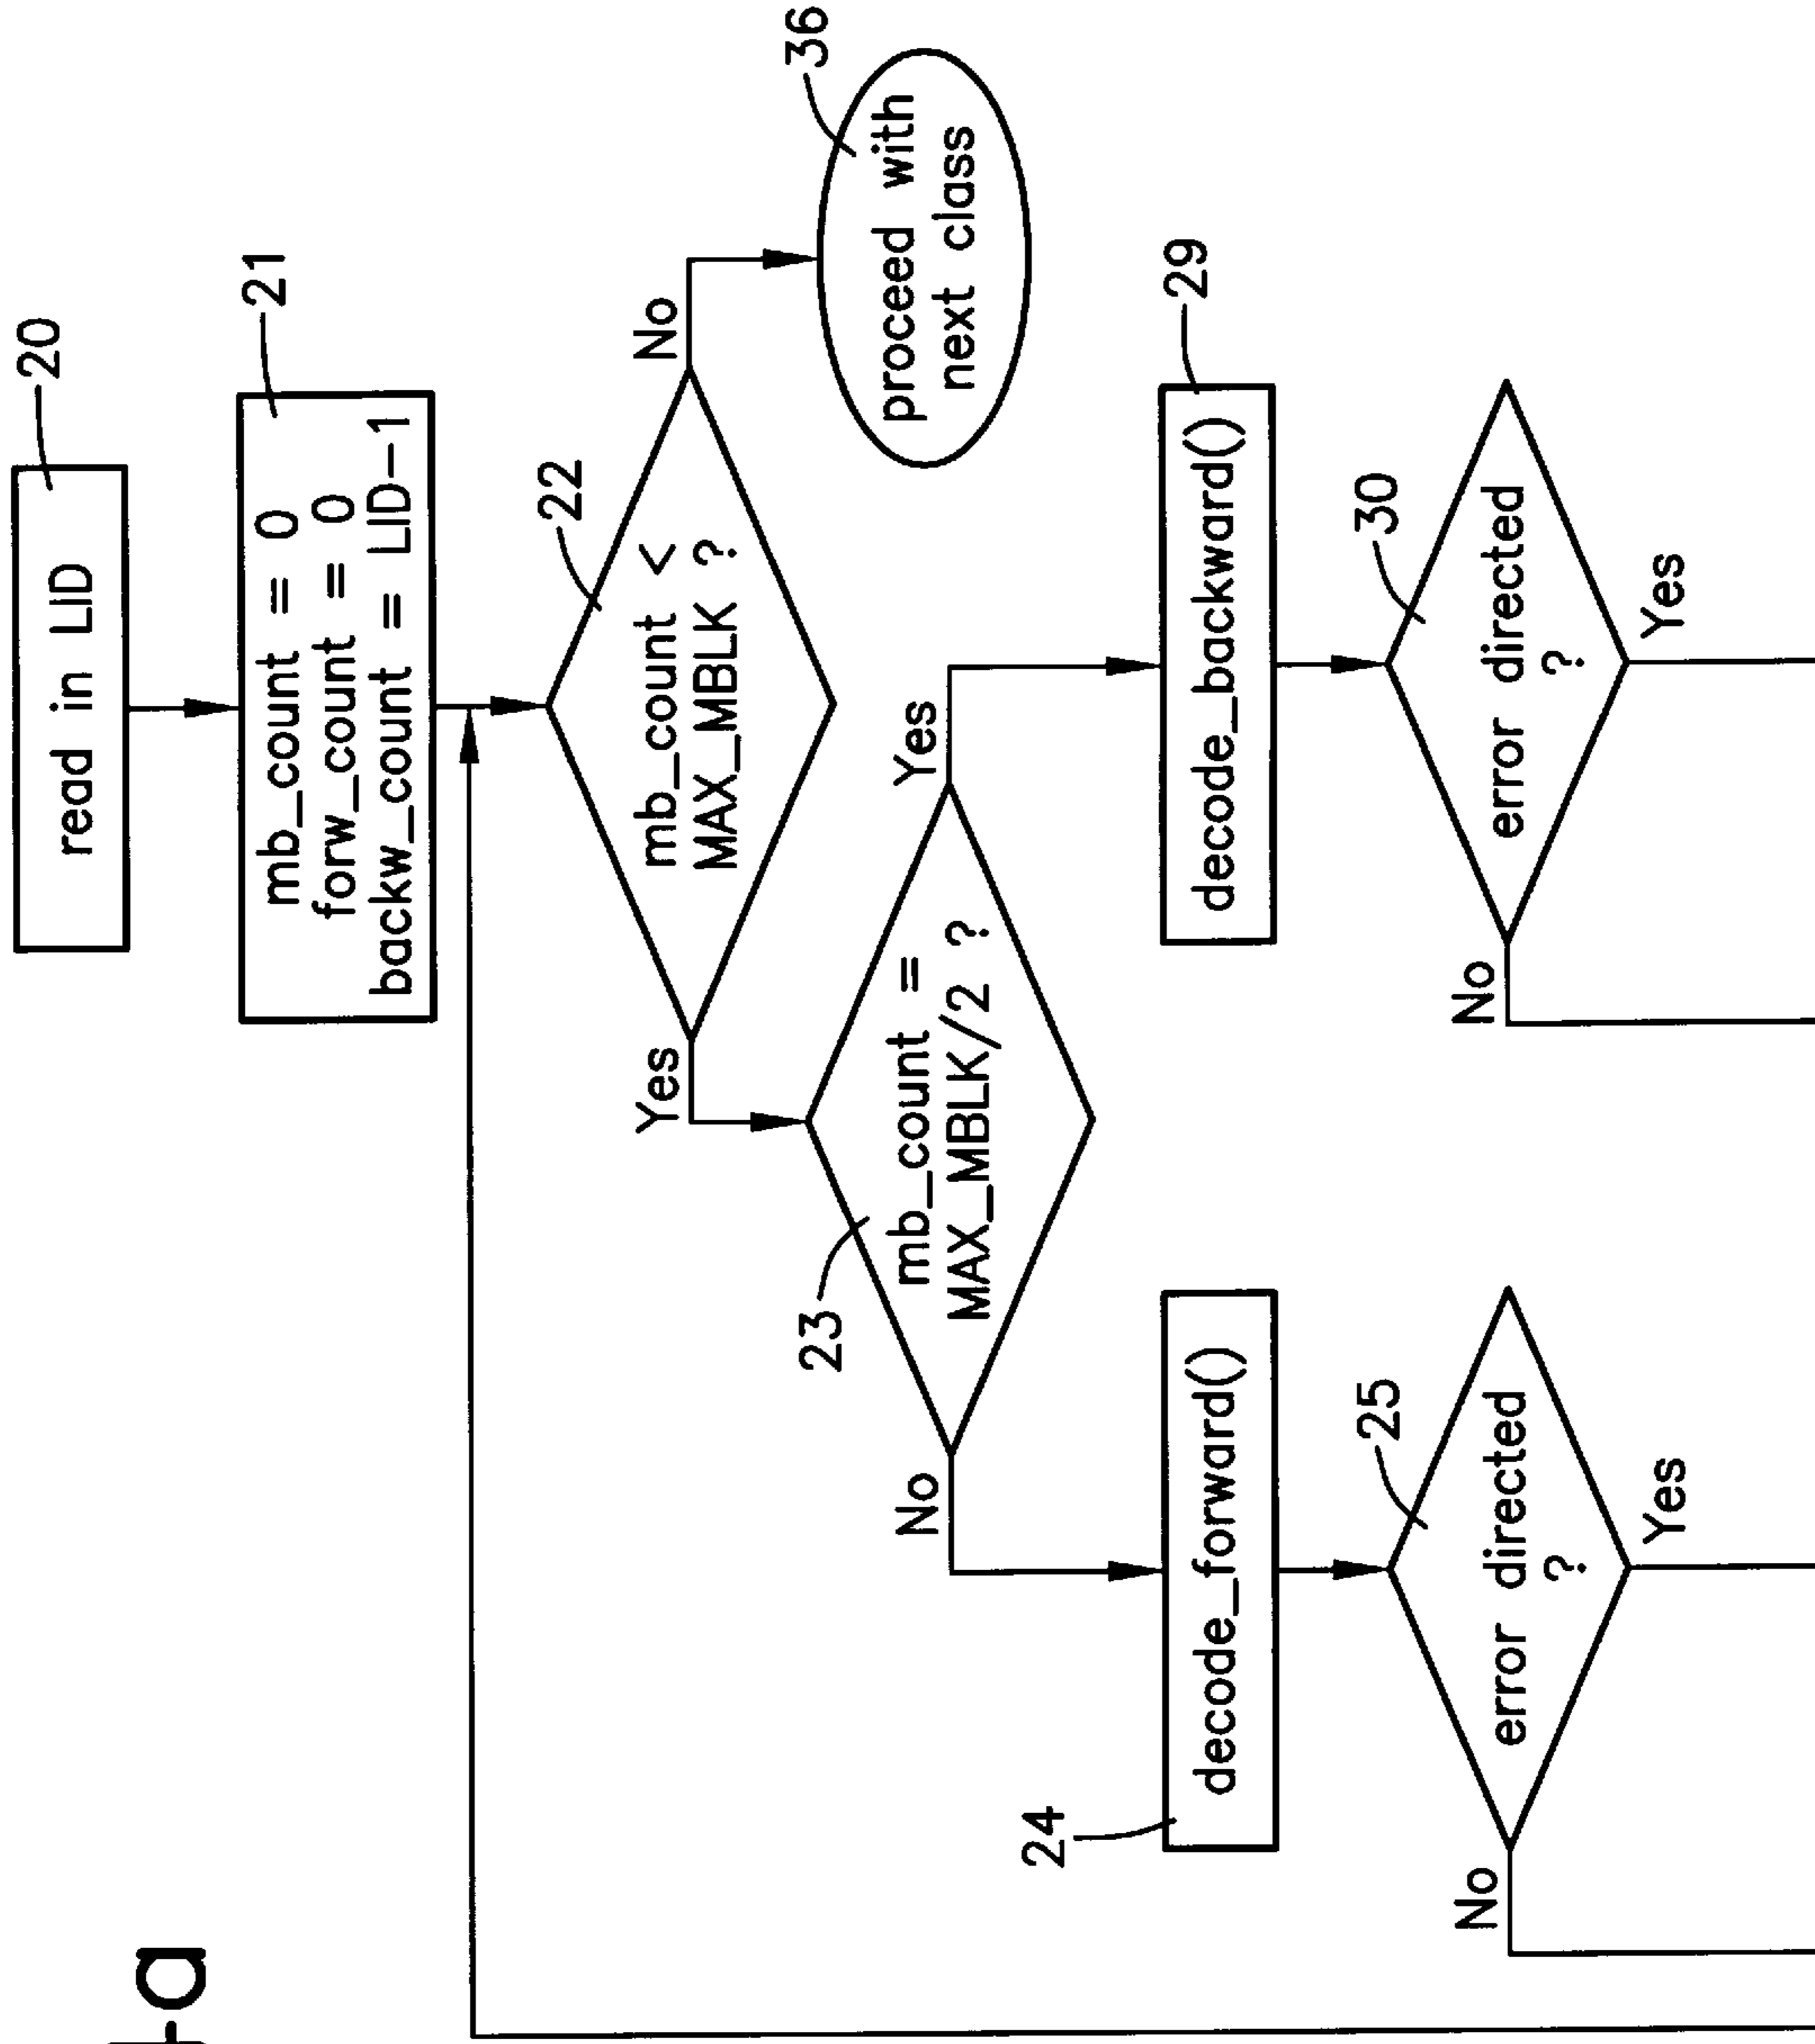 20
read in LID
21
mb_count = 0
forw_count = 0
backw_count = LID-1
22
mb_count <
MAX_MBLK ?
Yes
No
36
proceed with
next class
23
mb_count =
MAX_MBLK/2 ?
No
Yes
24
decode_forward()
29
decode_backward()
25
error directed
?
No
Yes
30
error directed
?
No
Yes